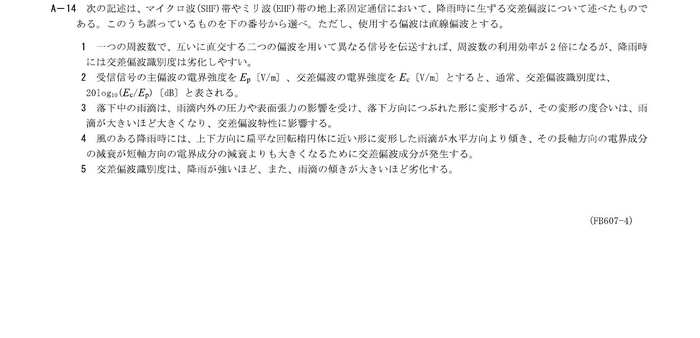 A－14 次の記述は、マイクロ波(SHF)帯やミリ波(EHF)帯の地上系固定通信において、降雨時に生ずる交差偏波について述べたもので
ある。このうち誤っているものを下の番号から選べ。ただし、使用する偏波は直線偏波とする。
1 一つの周波数で、互いに直交する二つの偏波を用いて異なる信号を伝送すれば、周波数の利用効率が２倍になるが、降雨時
には交差偏波識別度は劣化しやすい。
2 受信信号の主偏波の電界強度を Ep〔V/m〕、交差偏波の電界強度を Ec〔V/m〕とすると、通常、交差偏波識別度は、
20log10(Ec/Ep)〔dB〕と表される。
3 落下中の雨滴は、雨滴内外の圧力や表面張力の影響を受け、落下方向につぶれた形に変形するが、その変形の度合いは、雨
滴が大きいほど大きくなり、交差偏波特性に影響する。
4 風のある降雨時には、上下方向に扁平な回転楕円体に近い形に変形した雨滴が水平方向より傾き、その長軸方向の電界成分
の減衰が短軸方向の電界成分の減衰よりも大きくなるために交差偏波成分が発生する。
5 交差偏波識別度は、降雨が強いほど、また、雨滴の傾きが大きいほど劣化する。
(FB607-4)